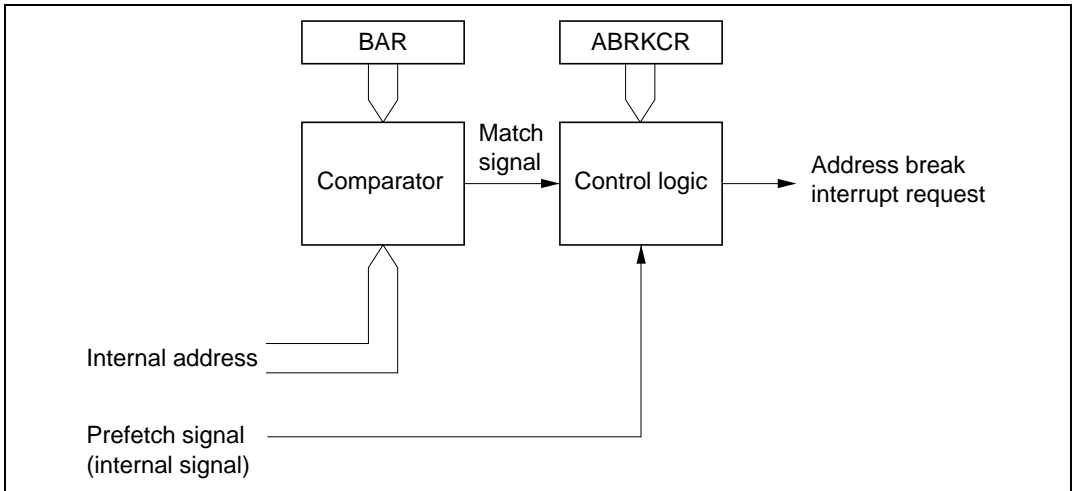 BAR
ABRKCR
Comparator
Match
signal
Control logic
Address break
interrupt request
Internal address
Prefetch signal
(internal signal)